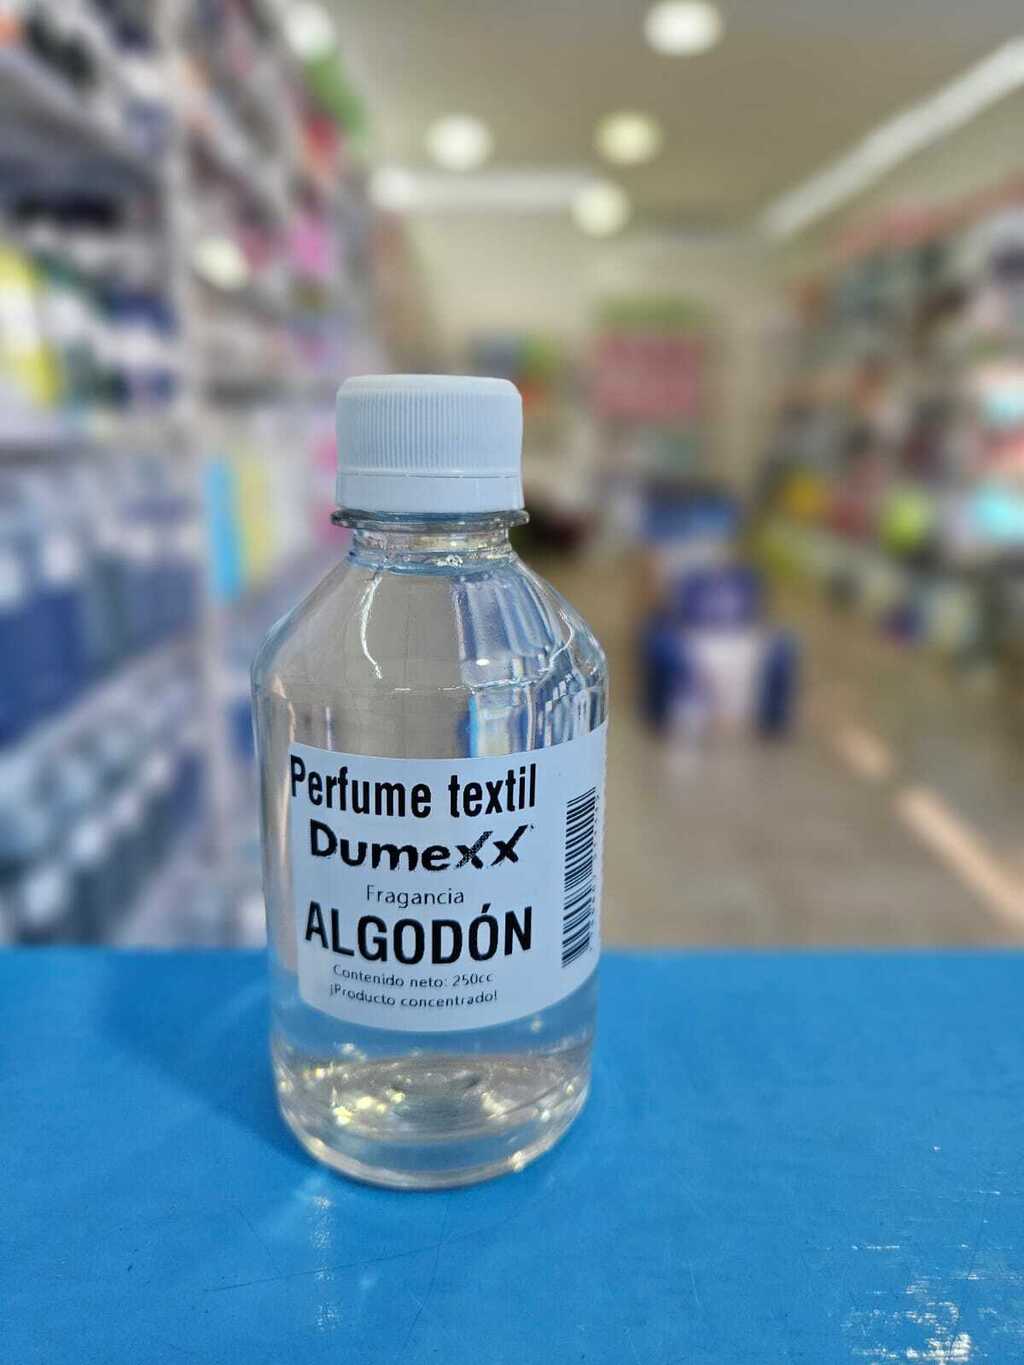 Perfume textil
Dumexx
Fragancia
ALGODÓN
Contenido neto: 250cc
¡Producto concentrado!